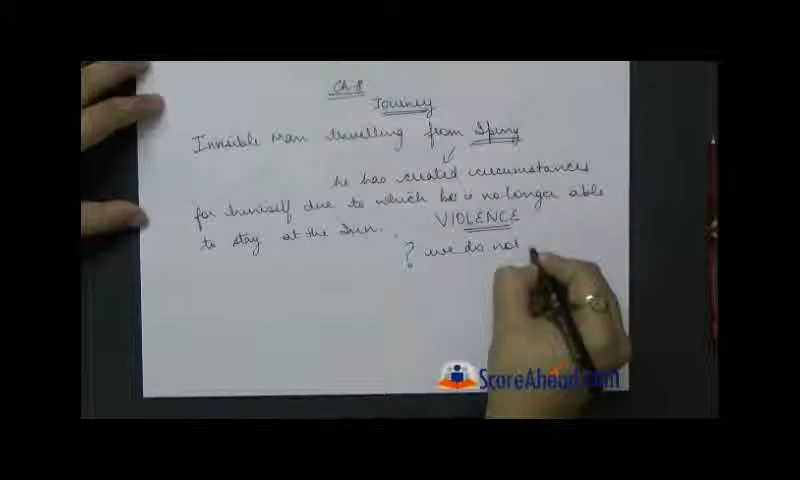 Ch-8
Journey
Invisible Man travelling from Iping
he has created circumstances
for himself due to which he is no longer able
to stay at the Inn.
VIOLENCE
? we do not
ScoreAhead.com